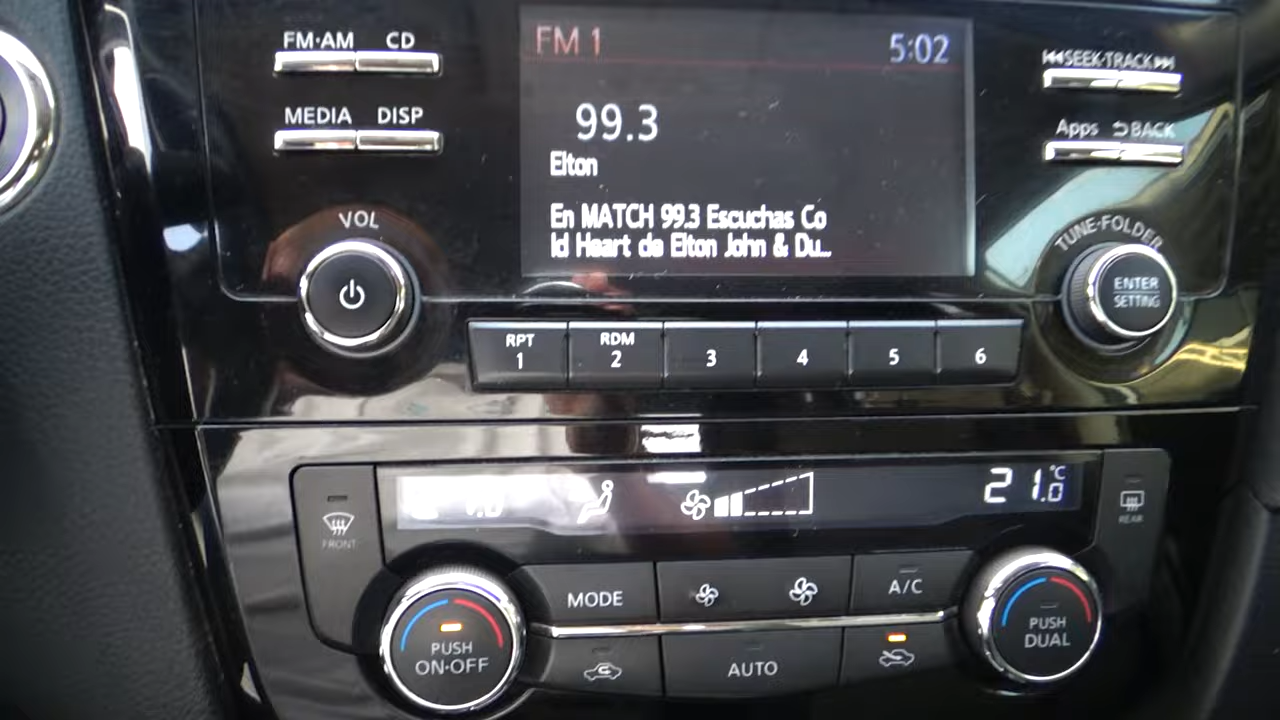 FM·AM CD
FM 1 5:02
SEEK·TRACK
MEDIA DISP
99.3
Apps BACK
Elton
VOL
En MATCH 99.3 Escuchas Co
ld Heart de Elton John & Du...
TUNE·FOLDER
ENTER
SETTING
RPT
1
RDM
2
3
4
5
6
21.0 °C
FRONT
REAR
MODE
A/C
PUSH
ON·OFF
AUTO
PUSH
DUAL